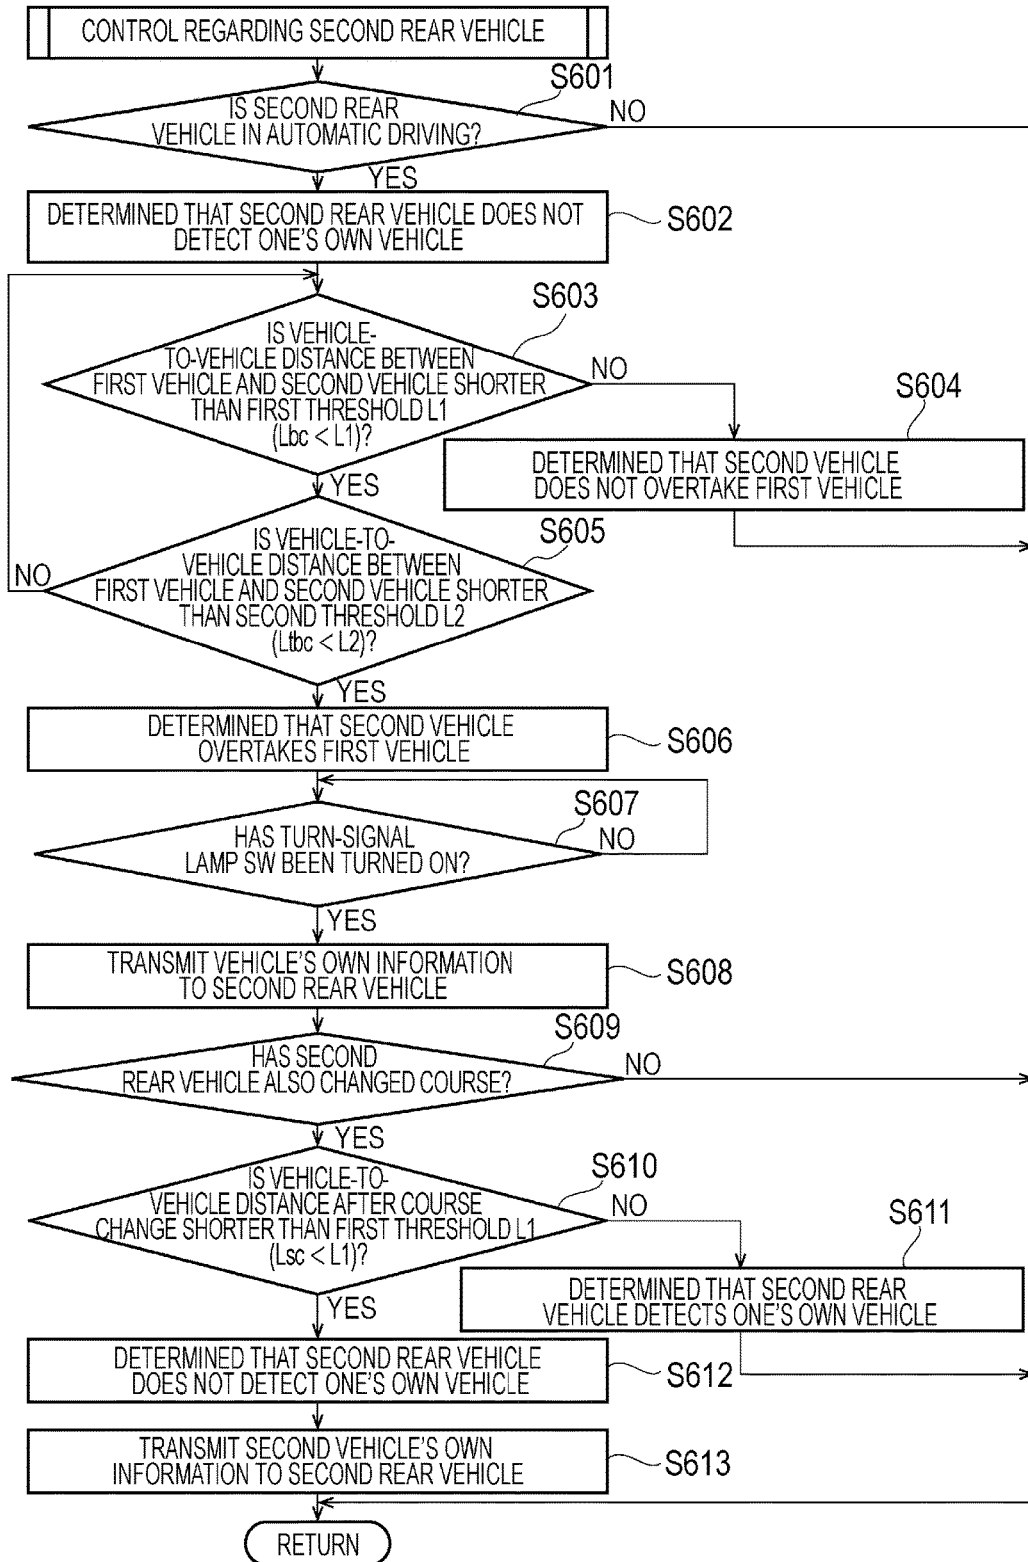 CONTROL REGARDING SECOND REAR VEHICLE
S601
IS SECOND REAR
VEHICLE IN AUTOMATIC DRIVING?
NO
YES
DETERMINED THAT SECOND REAR VEHICLE DOES NOT
DETECT ONE'S OWN VEHICLE
S602
S603
IS VEHICLE-
TO-VEHICLE DISTANCE BETWEEN
FIRST VEHICLE AND SECOND VEHICLE SHORTER
THAN FIRST THRESHOLD L1
(Lbc < L1)?
NO
YES
S604
DETERMINED THAT SECOND VEHICLE
DOES NOT OVERTAKE FIRST VEHICLE
S605
IS VEHICLE-TO-
VEHICLE DISTANCE BETWEEN
FIRST VEHICLE AND SECOND VEHICLE SHORTER
THAN SECOND THRESHOLD L2
(Ltbc < L2)?
NO
YES
DETERMINED THAT SECOND VEHICLE
OVERTAKES FIRST VEHICLE
S606
S607
HAS TURN-SIGNAL
LAMP SW BEEN TURNED ON?
NO
YES
TRANSMIT VEHICLE'S OWN INFORMATION
TO SECOND REAR VEHICLE
S608
S609
HAS SECOND
REAR VEHICLE ALSO CHANGED COURSE?
NO
YES
S610
IS VEHICLE-TO-
VEHICLE DISTANCE AFTER COURSE
CHANGE SHORTER THAN FIRST THRESHOLD L1
(Lsc < L1)?
NO
YES
S611
DETERMINED THAT SECOND REAR
VEHICLE DETECTS ONE'S OWN VEHICLE
DETERMINED THAT SECOND REAR VEHICLE
DOES NOT DETECT ONE'S OWN VEHICLE
S612
TRANSMIT SECOND VEHICLE'S OWN
INFORMATION TO SECOND REAR VEHICLE
S613
RETURN